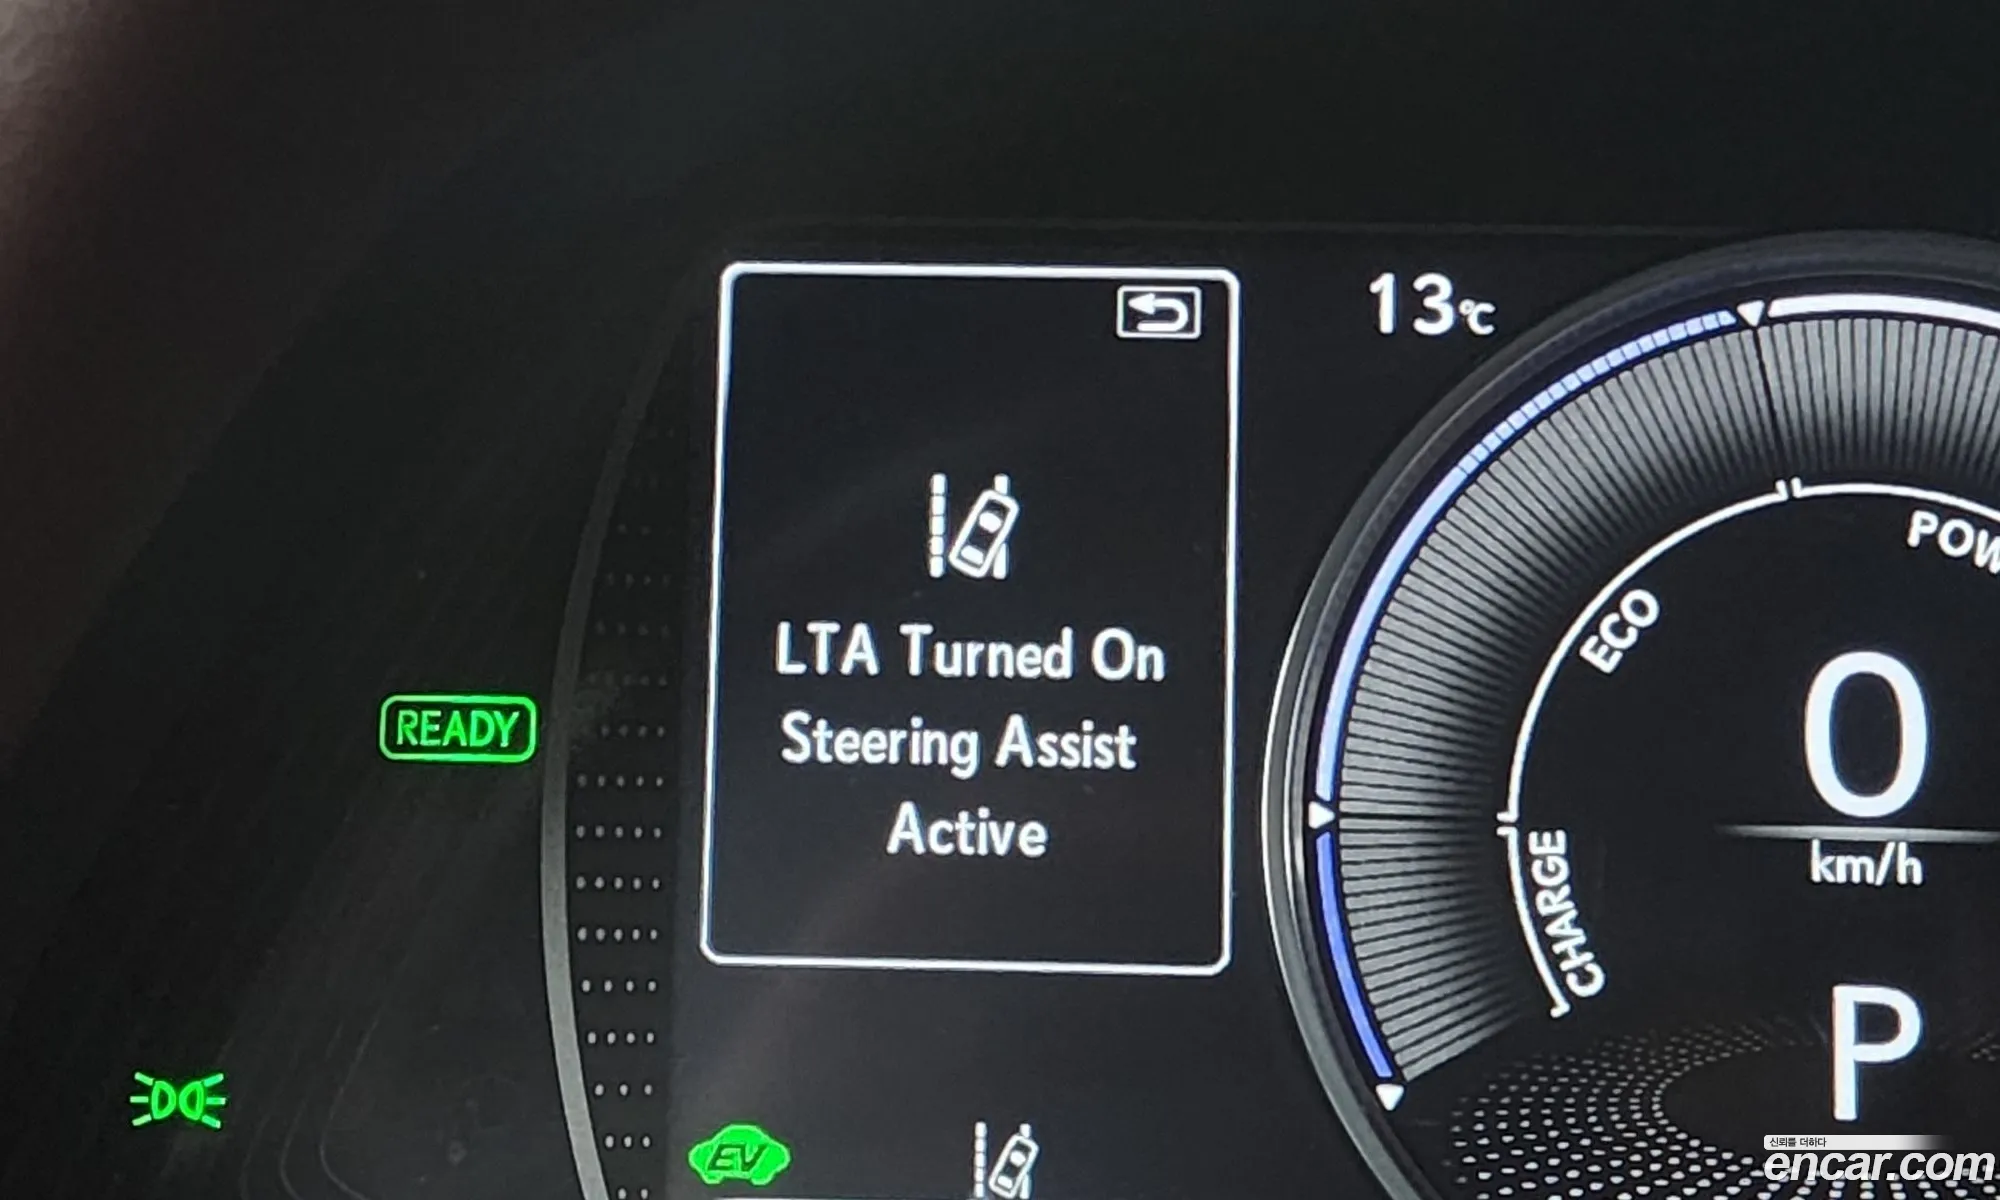 13°C
LTA Turned On
Steering Assist
Active
READY
POW
ECO
0
km/h
CHARGE
P
EV
신뢰를 더하다
encar.com